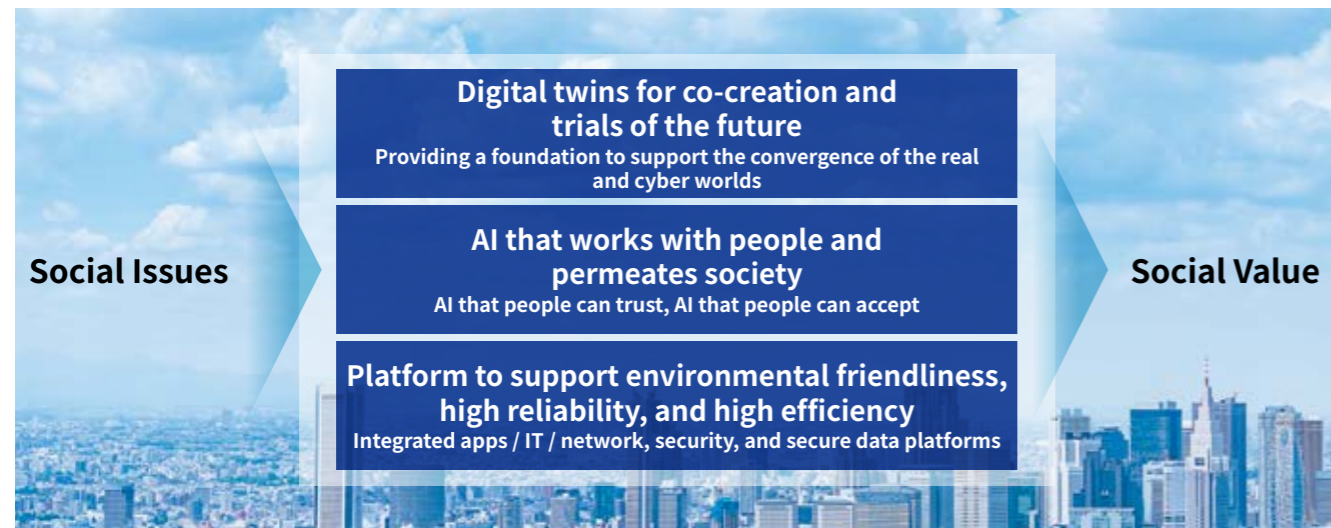 Digital twins for co-creation and
trials of the future
Providing a foundation to support the convergence of the real
and cyber worlds
Social Issues
AI that works with people and
permeates society
AI that people can trust, AI that people can accept
Social Value
Platform to support environmental friendliness,
high reliability, and high efficiency
Integrated apps / IT / network, security, and secure data platforms